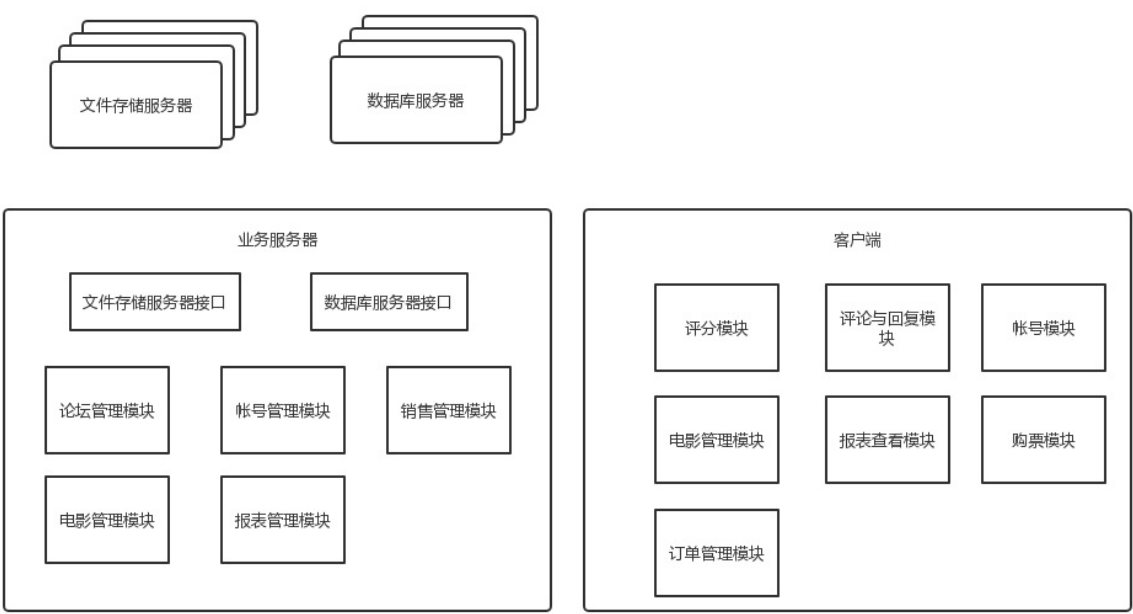 文件存储服务器
数据库服务器
业务服务器
文件存储服务器接口
数据库服务器接口
论坛管理模块
帐号管理模块
销售管理模块
电影管理模块
报表管理模块
客户端
评分模块
评论与回复模
块
帐号模块
电影管理模块
报表查看模块
购票模块
订单管理模块